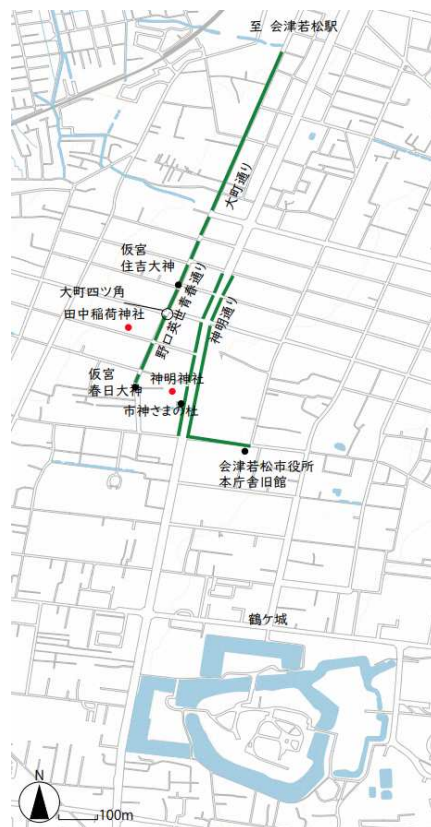 至 会津若松駅
大町通り
仮宮
住吉大神
野口英世青春通り
神明通り
大町四ツ角
田中稲荷神社
仮宮
春日大神
神明神社
市神さまの杜
会津若松市役所
本庁舎旧館
鶴ケ城
N
100m